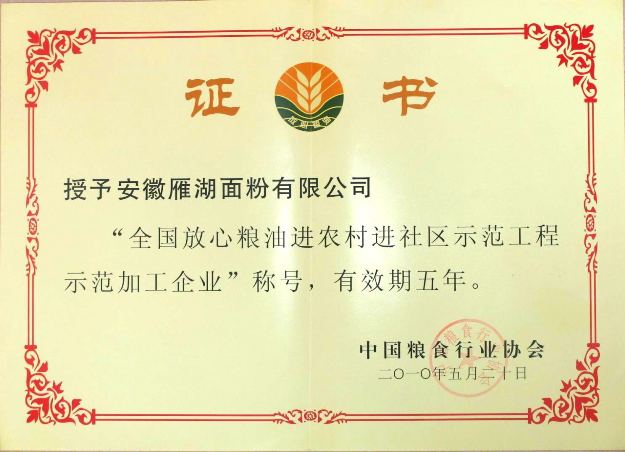 证书
授予安徽雁湖面粉有限公司
“全国放心粮油进农村进社区示范工程
示范加工企业”称号，有效期五年。
中国粮食行业协会
二〇一〇年五月二十日